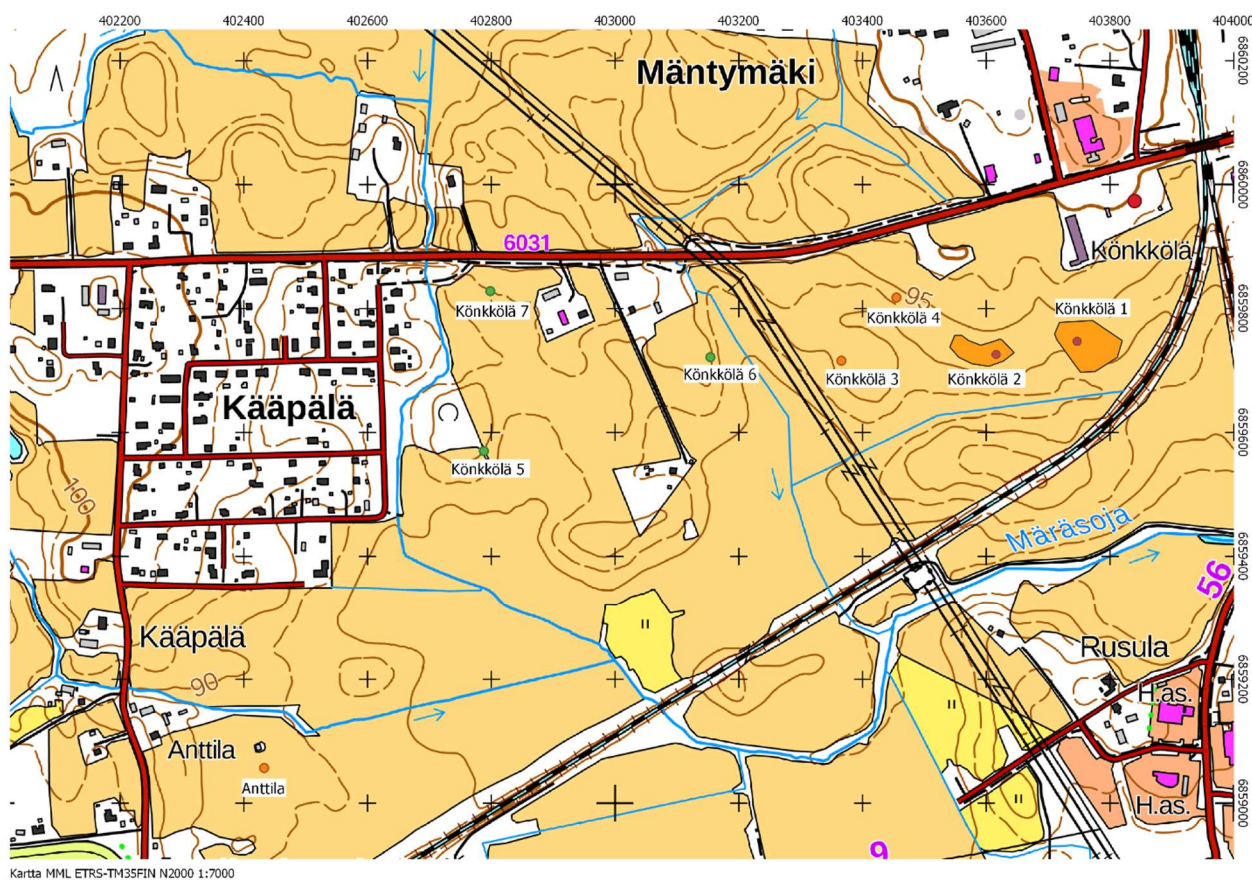 402200 402400 402600 402800 403000 403200 403400 403600 403800 404000
6860200
Mäntymäki
6860000
6031
Könkkölä
95
Könkkölä 7
Könkkölä 4
Könkkölä 1
6859800
Könkkölä 6
Könkkölä 3
Könkkölä 2
Kääpälä
6859600
Könkkölä 5
100
Märäsoja
6859400
56
Kääpälä
Rusula
90
6859200
H.as.
Anttila
Anttila
H.as.
6859000
9
Kartta MML ETRS-TM35FIN N2000 1:7000